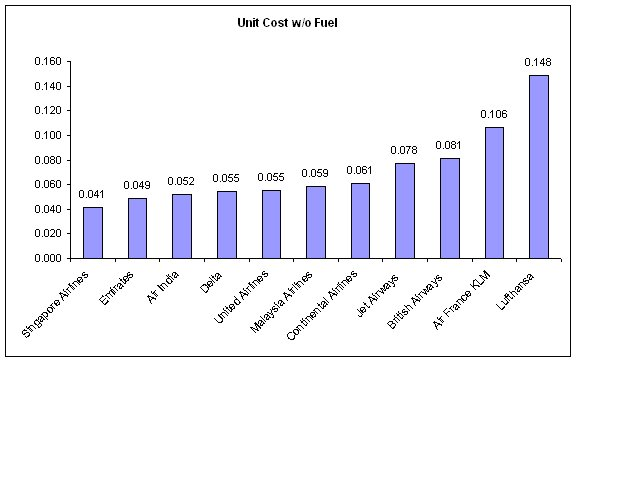 Unit Cost w/o Fuel
0.160
0.140
0.120
0.100
0.080
0.060
0.040
0.020
0.000
0.041
0.049
0.052
0.055
0.055
0.059
0.061
0.078
0.081
0.106
0.148
Singapore Airlines
Emirates
Air India
Delta
United Airlines
Malaysia Airlines
Continental Airlines
Jet Airways
British Airways
Air France KLM
Lufthansa